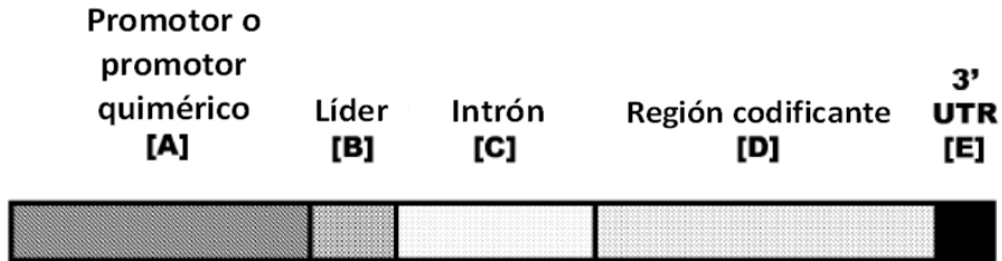 Promotor o
promotor
quimérico
[A]
Líder
[B]
Intrón
[C]
Región codificante
[D]
3'
UTR
[E]